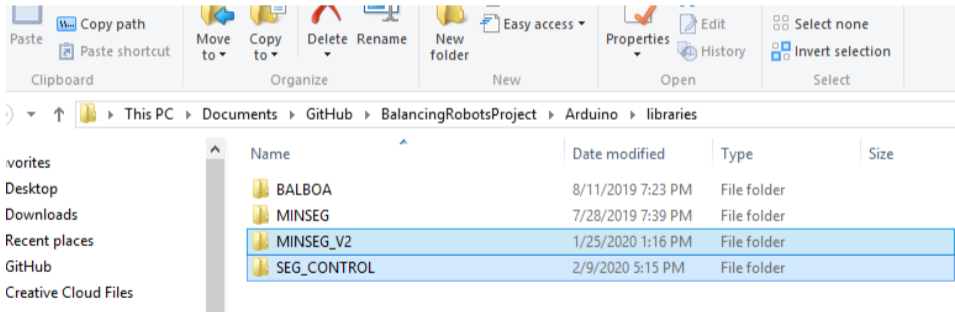 Copy path
Paste
Paste shortcut
Move to
Copy to
Delete
Rename
New folder
Easy access
Properties
Edit
History
Select none
Invert selection
Clipboard
Organize
New
Open
Select
This PC Documents GitHub BalancingRobotsProject Arduino libraries
Name Date modified Type Size
vorites
Desktop
Downloads
Recent places
GitHub
Creative Cloud Files
BALBOA 8/11/2019 7:23 PM File folder
MINSEG 7/28/2019 7:39 PM File folder
MINSEG_V2 1/25/2020 1:16 PM File folder
SEG_CONTROL 2/9/2020 5:15 PM File folder